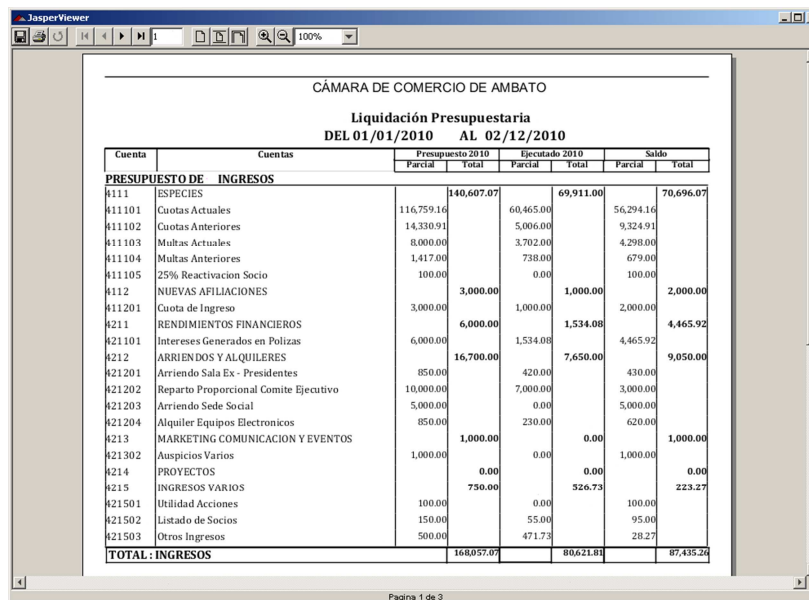 JasperViewer
1 100%
CÁMARA DE COMERCIO DE AMBATO
Liquidación Presupuestaria
DEL 01/01/2010 AL 02/12/2010
Cuenta Cuentas Presupuesto 2010 Ejecutado 2010 Saldo
Parcial Total Parcial Total Parcial Total
PRESUPUESTO DE INGRESOS
4111 ESPECIES 140,607.07 69,911.00 70,696.07
411101 Cuotas Actuales 116,759.16 60,465.00 56,294.16
411102 Cuotas Anteriores 14,330.91 5,006.00 9,324.91
411103 Multas Actuales 8,000.00 3,702.00 4,298.00
411104 Multas Anteriores 1,417.00 738.00 679.00
411105 25% Reactivacion Socio 100.00 0.00 100.00
4112 NUEVAS AFILIACIONES 3,000.00 1,000.00 2,000.00
411201 Cuota de Ingreso 3,000.00 1,000.00 2,000.00
4211 RENDIMIENTOS FINANCIEROS 6,000.00 1,534.08 4,465.92
421101 Intereses Generados en Polizas 6,000.00 1,534.08 4,465.92
4212 ARRIENDOS Y ALQUILERES 16,700.00 7,650.00 9,050.00
421201 Arriendo Sala Ex - Presidentes 850.00 420.00 430.00
421202 Reparto Proporcional Comite Ejecutivo 10,000.00 7,000.00 3,000.00
421203 Arriendo Sede Social 5,000.00 0.00 5,000.00
421204 Alquiler Equipos Electronicos 850.00 230.00 620.00
4213 MARKETING COMUNICACION Y EVENTOS 1,000.00 0.00 1,000.00
421302 Auspicios Varios 1,000.00 0.00 1,000.00
4214 PROYECTOS 0.00 0.00 0.00
4215 INGRESOS VARIOS 750.00 526.73 223.27
421501 Utilidad Acciones 100.00 0.00 100.00
421502 Listado de Socios 150.00 55.00 95.00
421503 Otros Ingresos 500.00 471.73 28.27
TOTAL : INGRESOS 168,057.07 80,621.81 87,435.26
Pagina 1 de 3